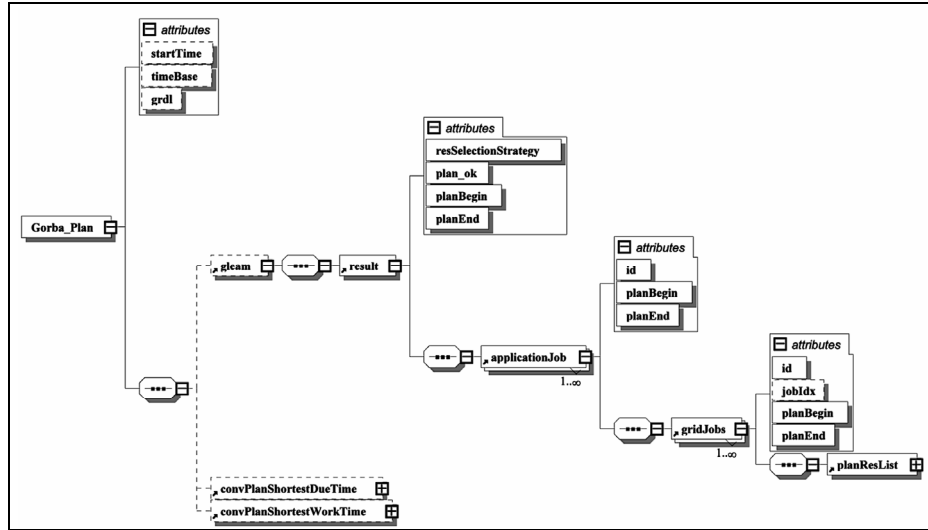 attributes
startTime
timeBase
grdl
attributes
resSelectionStrategy
plan_ok
planBegin
planEnd
Gorba_Plan
gleam
result
attributes
id
planBegin
planEnd
applicationJob
1..∞
attributes
id
jobIdx
planBegin
planEnd
gridJobs
1..∞
planResList
convPlanShortestDueTime
convPlanShortestWorkTime